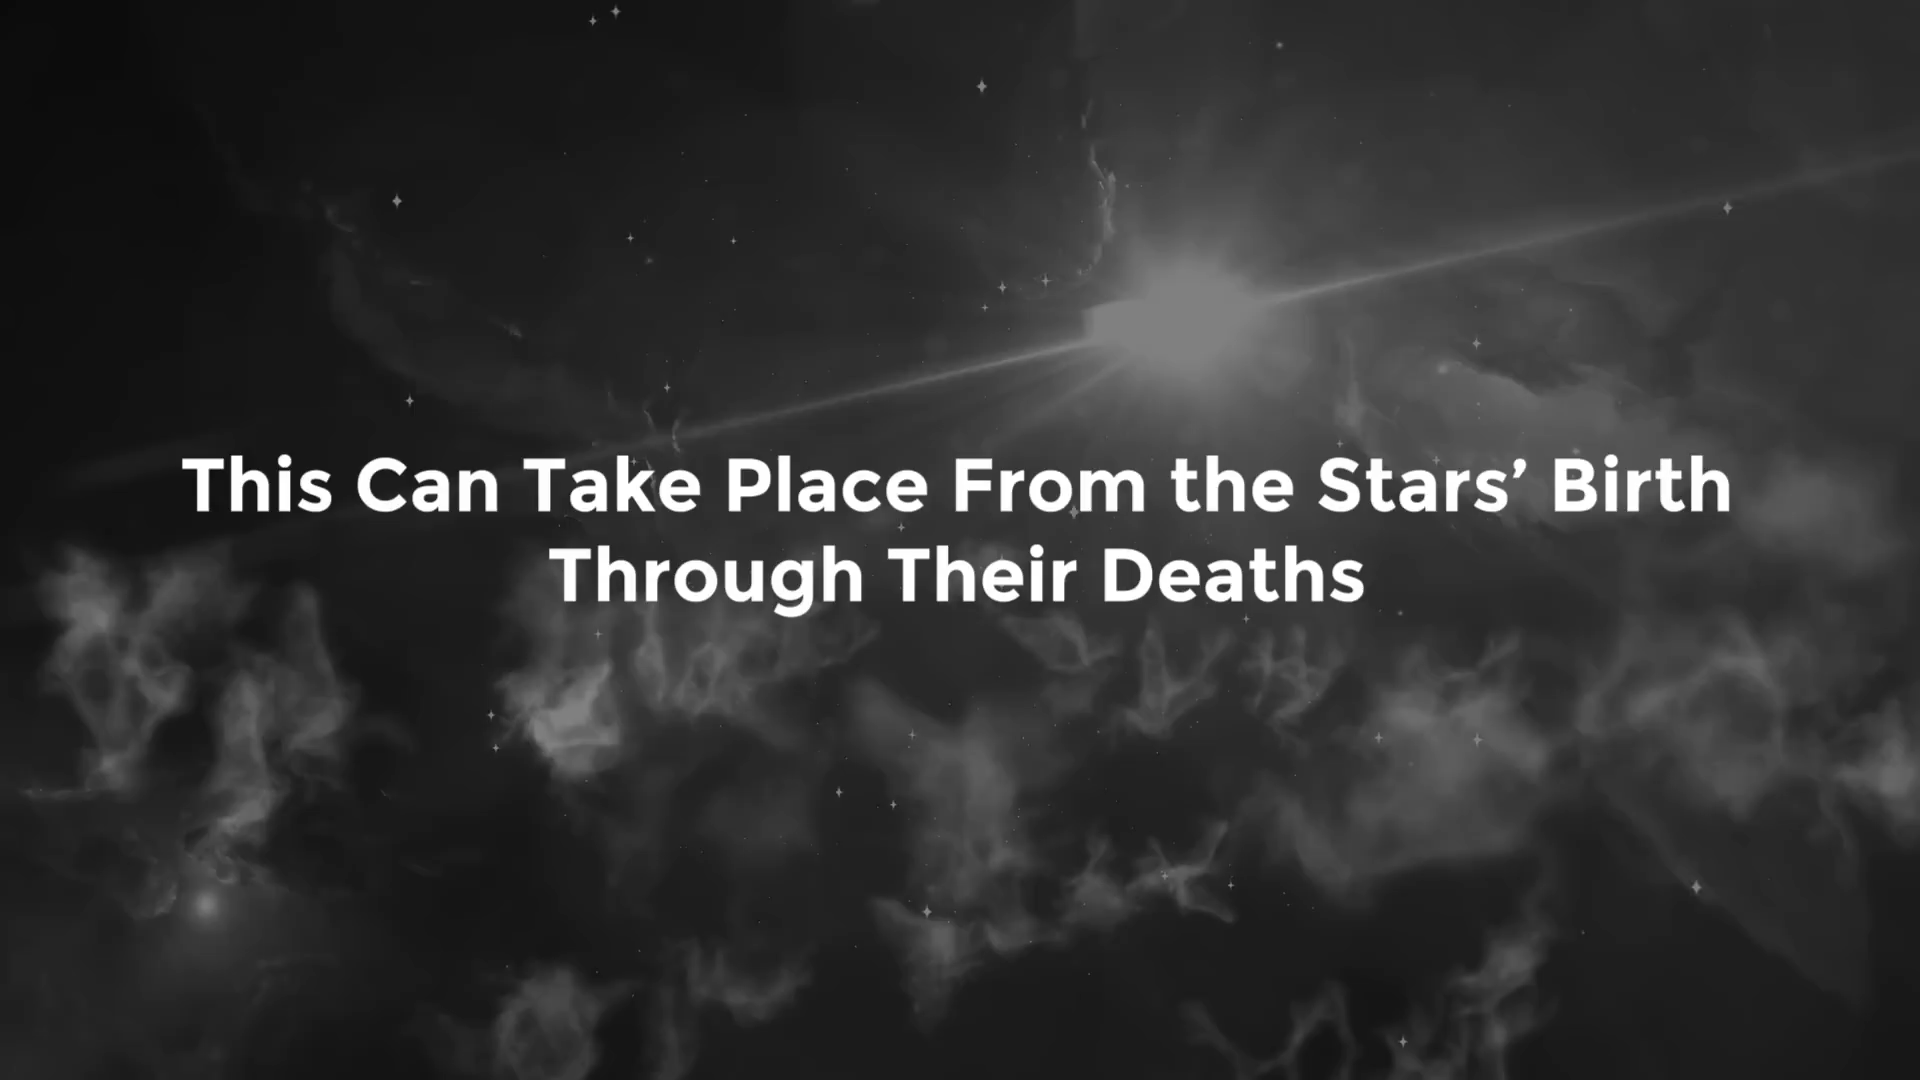 This Can Take Place From the Stars’ Birth
Through Their Deaths